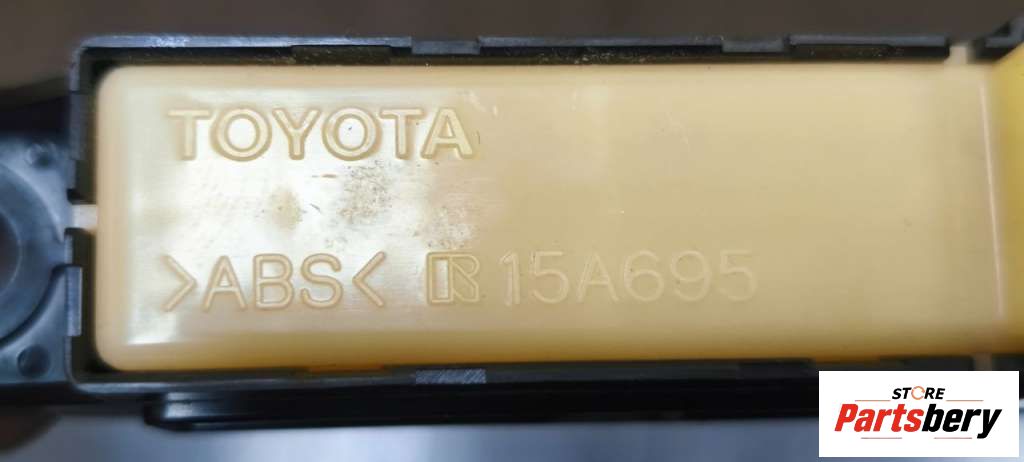 TOYOTA
>ABS< R 15A695
STORE
Partsbery